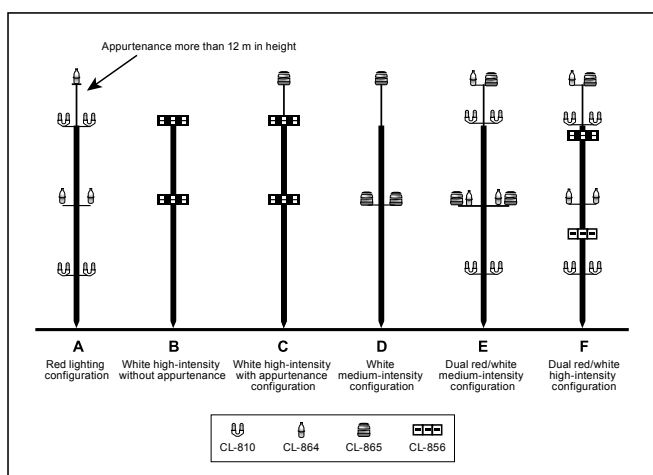 Appurtenance more than 12 m in height
A B C D E F
Red lighting configuration
White high-intensity without appurtenance
White high-intensity with appurtenance configuration
White medium-intensity configuration
Dual red/white medium-intensity configuration
Dual red/white high-intensity configuration
CL-810 CL-864 CL-865 CL-856